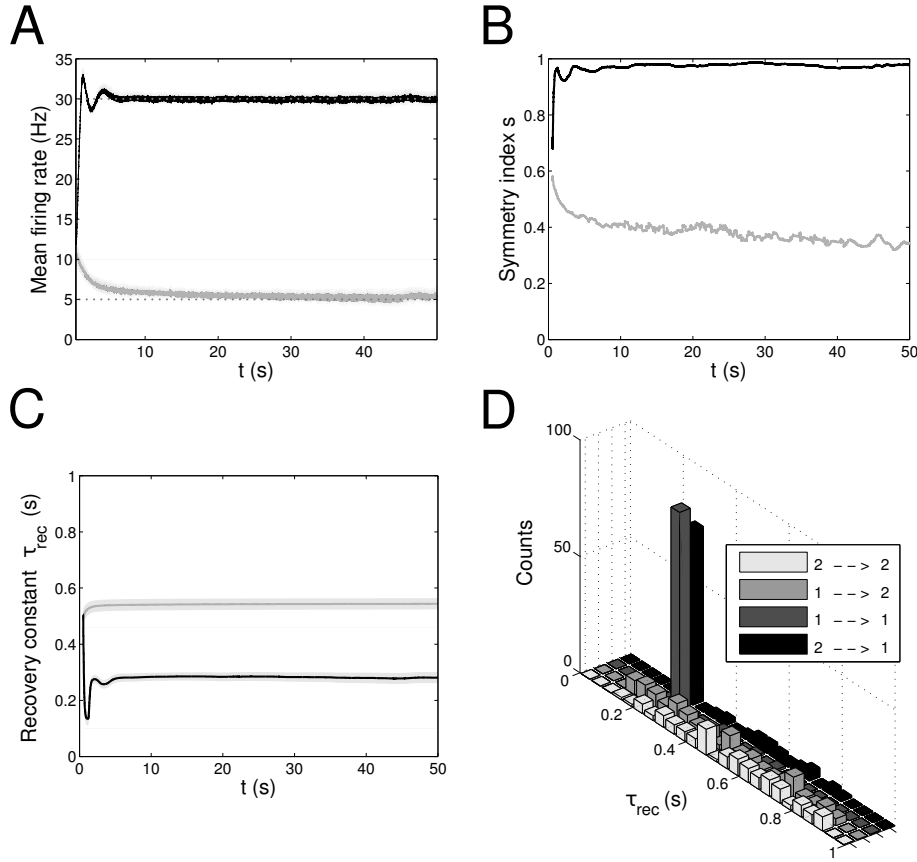 A
Mean firing rate (Hz)
35
30
25
20
15
10
5
0
10
20
30
40
t (s)
B
Symmetry index s
1
0.8
0.6
0.4
0.2
0
0
10
20
30
40
50
t (s)
C
Recovery constant τrec (s)
1
0.8
0.6
0.4
0.2
0
0
10
20
30
40
50
t (s)
D
Counts
100
50
0
0
0.2
0.4
0.6
0.8
1
τrec (s)
2 --> 2
1 --> 2
1 --> 1
2 --> 1